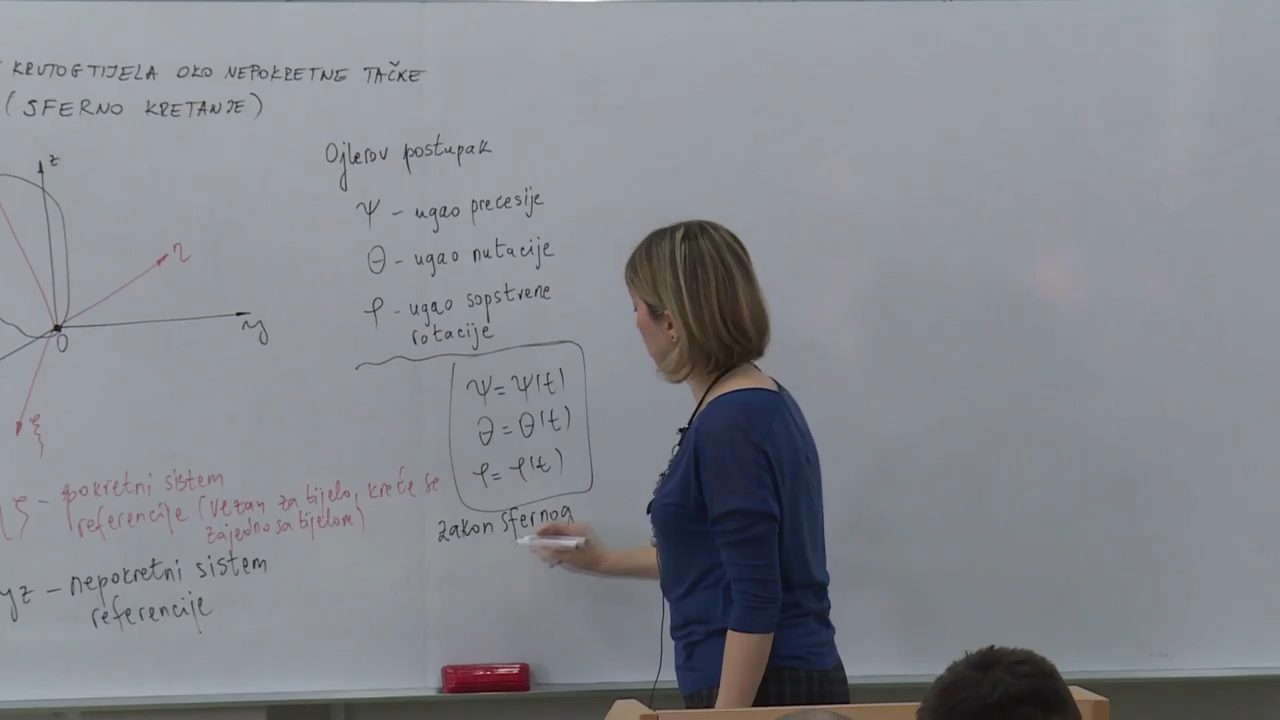 KRUTOG TIJELA OKO NEPOKRETNE TAČKE
(SFERNO KRETANJE)
z
η
y
O
ξ
Ojlerov postupak
ψ - ugao precesije
θ - ugao nutacije
φ - ugao sopstvene
rotacije
ψ = ψ(t)
θ = θ(t)
φ = φ(t)
zakon sfernog
ζ - pokretni sistem
referencije (vezan za tijelo, kreće se
zajedno sa tijelom)
yz - nepokretni sistem
referencije